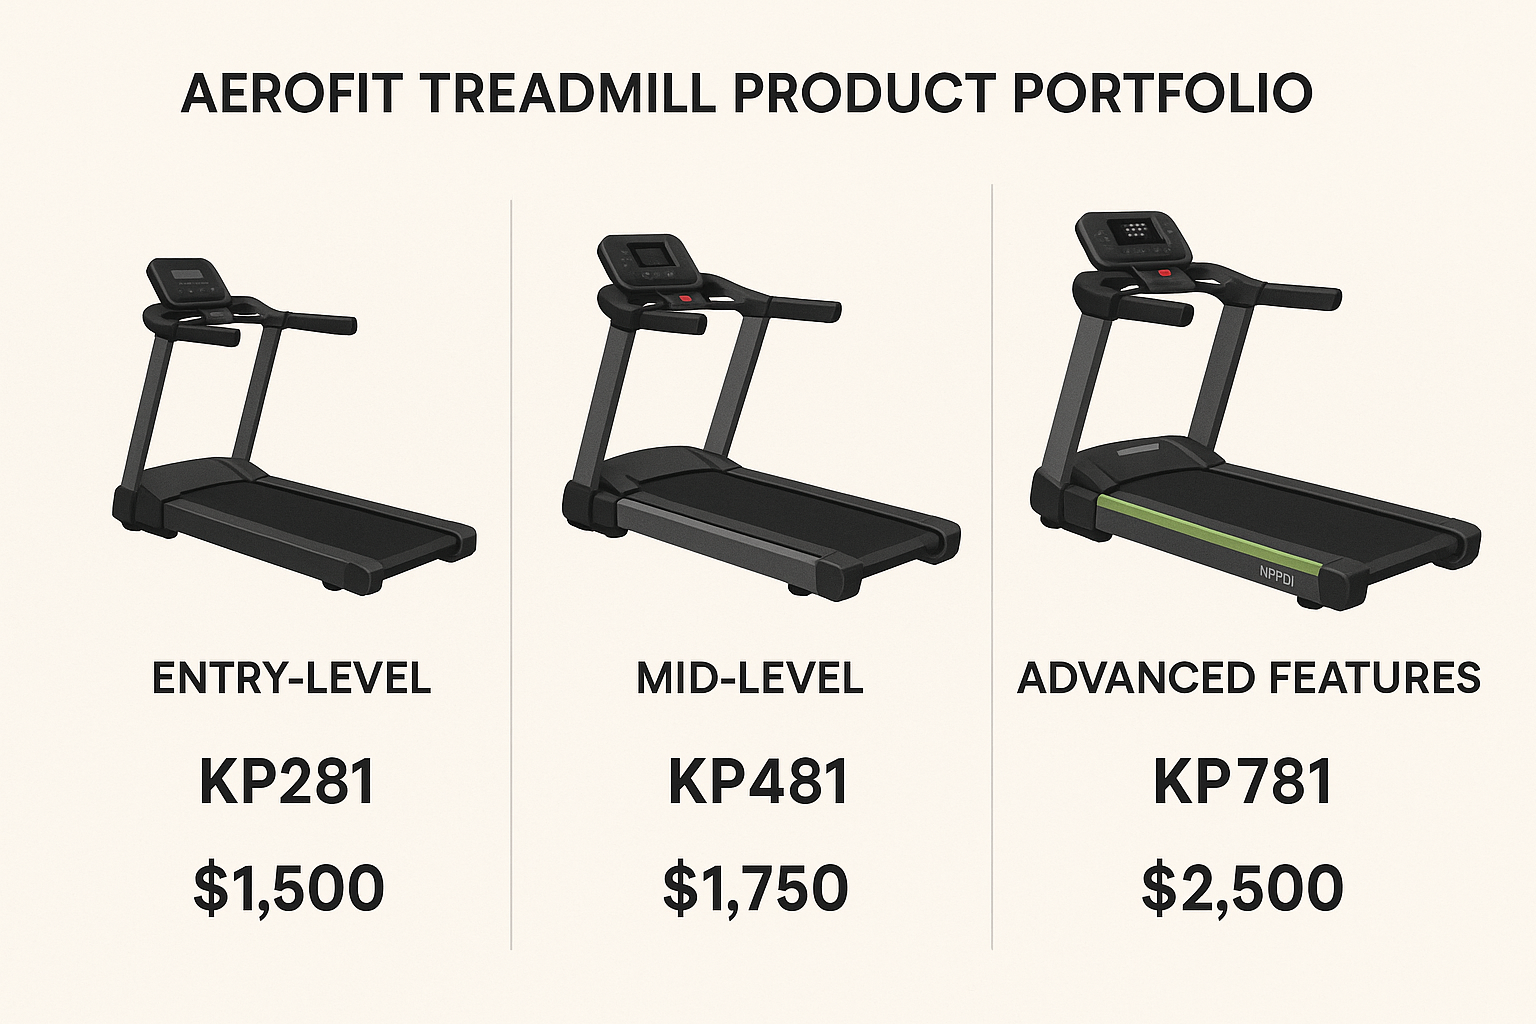 AEROFIT TREADMILL PRODUCT PORTFOLIO
NPPDI
ENTRY-LEVEL
KP281
$1,500
MID-LEVEL
KP481
$1,750
ADVANCED FEATURES
KP781
$2,500